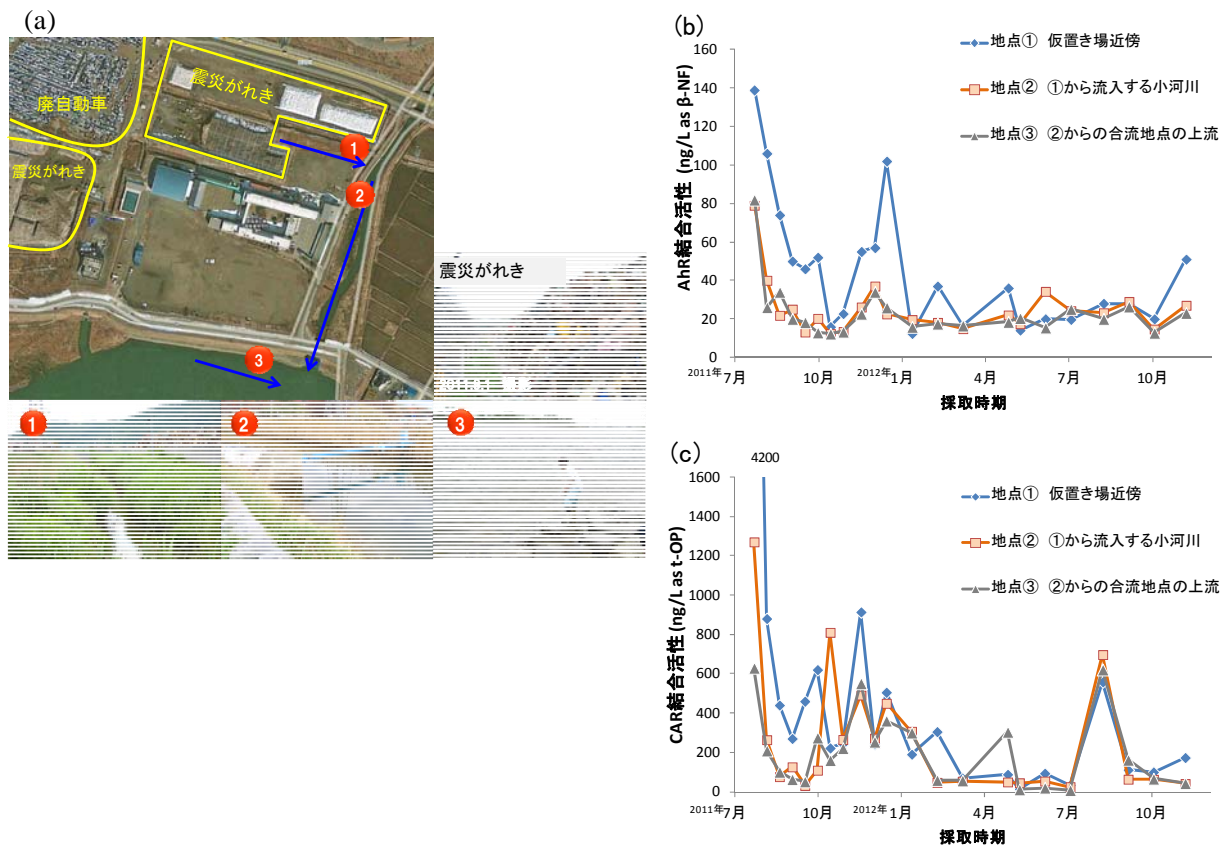 (a)
廃自動車
震災がれき
震災がれき
1
2
3
震災がれき
1
2
3
(b)
地点① 仮置き場近傍
地点② ①から流入する小河川
地点③ ②からの合流地点の上流
AhR結合活性 (ng/L as β-NF)
160
140
120
100
80
60
40
20
0
2011年7月
10月
2012年1月
4月
7月
10月
採取時期
(c)
4200
地点① 仮置き場近傍
地点② ①から流入する小河川
地点③ ②からの合流地点の上流
CAR結合活性 (ng/L as t-OP)
1600
1400
1200
1000
800
600
400
200
0
2011年7月
10月
2012年1月
4月
7月
10月
採取時期